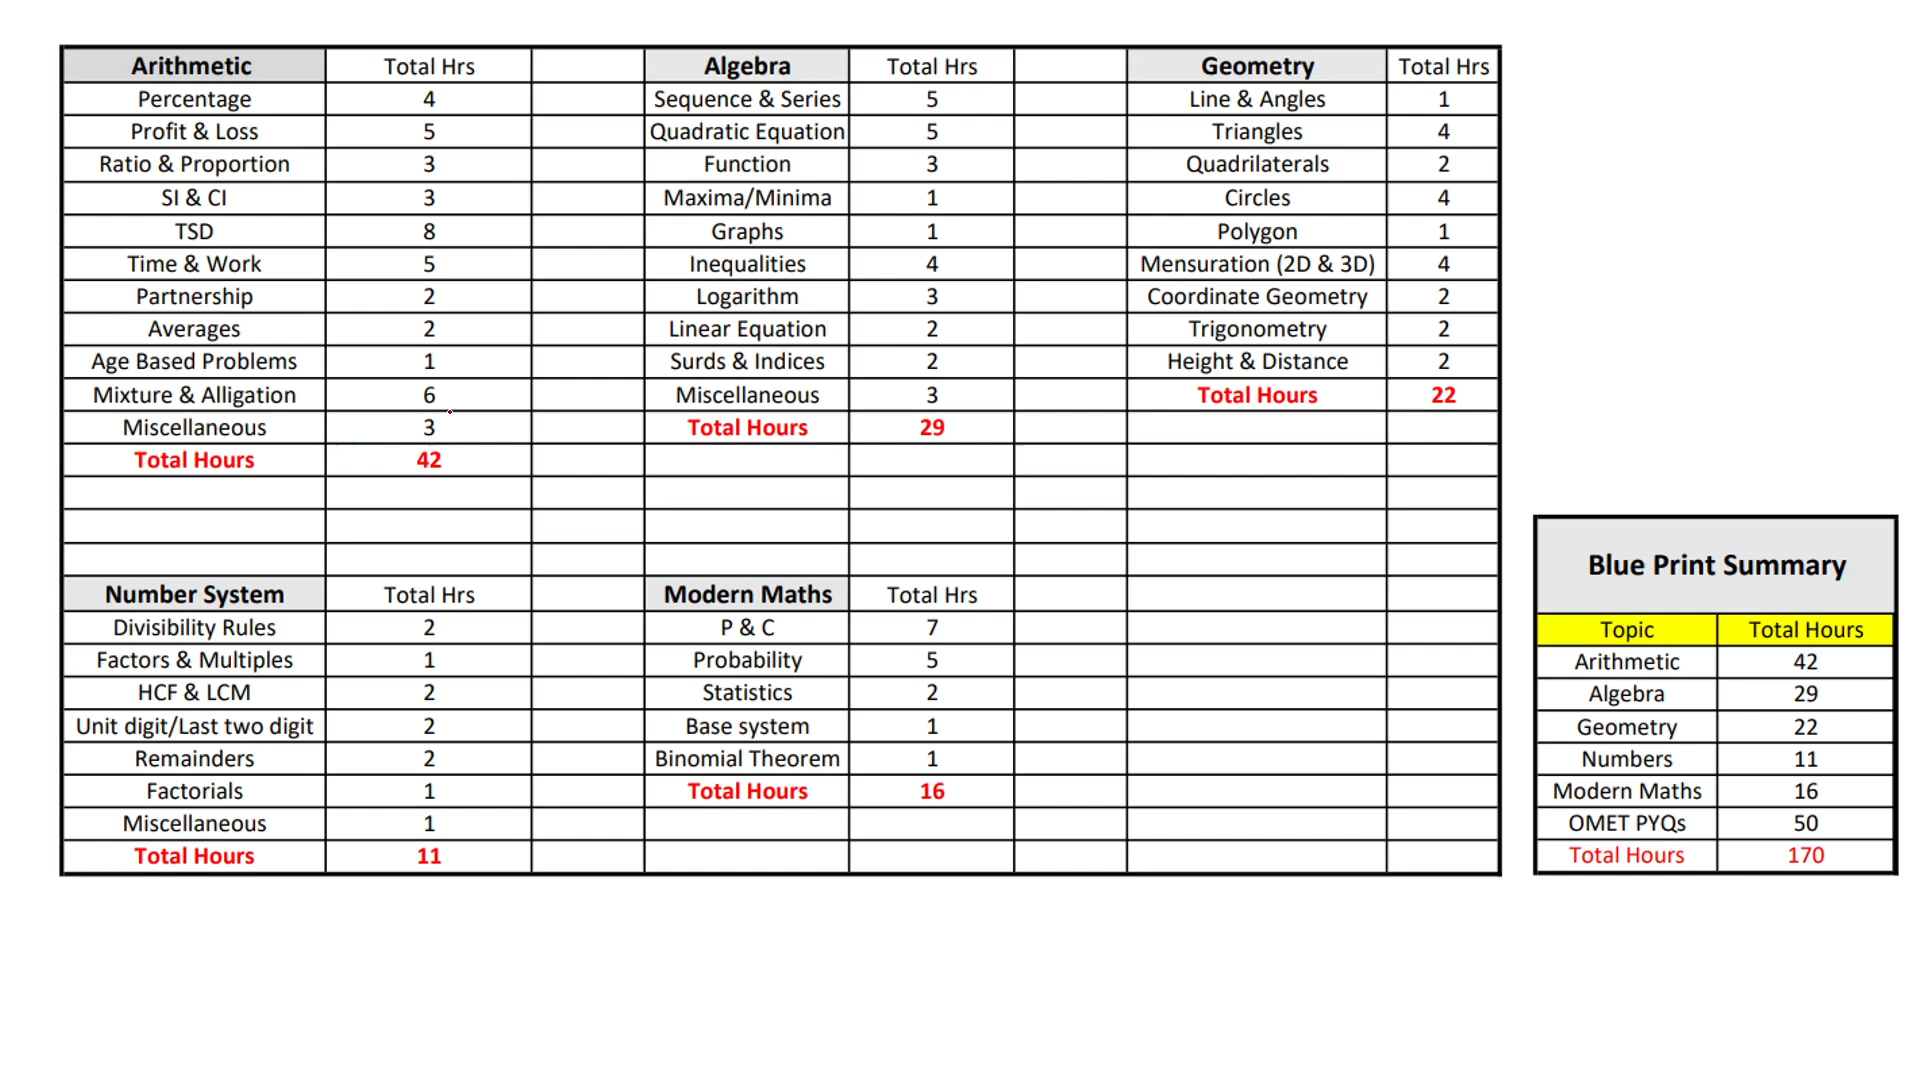 Arithmetic Total Hrs Algebra Total Hrs Geometry Total Hrs
Percentage 4 Sequence & Series 5 Line & Angles 1
Profit & Loss 5 Quadratic Equation 5 Triangles 4
Ratio & Proportion 3 Function 3 Quadrilaterals 2
SI & CI 3 Maxima/Minima 1 Circles 4
TSD 8 Graphs 1 Polygon 1
Time & Work 5 Inequalities 4 Mensuration (2D & 3D) 4
Partnership 2 Logarithm 3 Coordinate Geometry 2
Averages 2 Linear Equation 2 Trigonometry 2
Age Based Problems 1 Surds & Indices 2 Height & Distance 2
Mixture & Alligation 6 Miscellaneous 3 Total Hours 22
Miscellaneous 3 Total Hours 29
Total Hours 42
Number System Total Hrs Modern Maths Total Hrs
Divisibility Rules 2 P & C 7
Factors & Multiples 1 Probability 5
HCF & LCM 2 Statistics 2
Unit digit/Last two digit 2 Base system 1
Remainders 2 Binomial Theorem 1
Factorials 1 Total Hours 16
Miscellaneous 1
Total Hours 11
Blue Print Summary
Topic Total Hours
Arithmetic 42
Algebra 29
Geometry 22
Numbers 11
Modern Maths 16
OMET PYQs 50
Total Hours 170